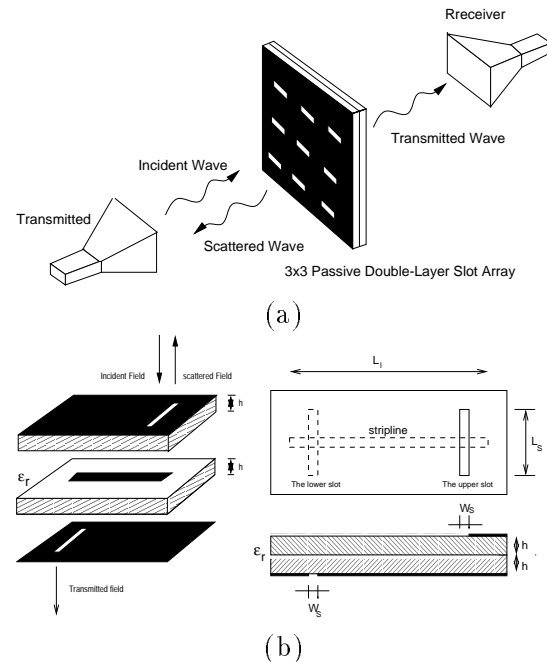 Rreceiver
Transmitted Wave
Incident Wave
Transmitted
Scattered Wave
3x3 Passive Double-Layer Slot Array
(a)
Incident Field
scattered Field
h
h
εr
Transmitted field
Ll
stripline
LS
The lower slot
The upper slot
WS
εr
h
h
WS
(b)